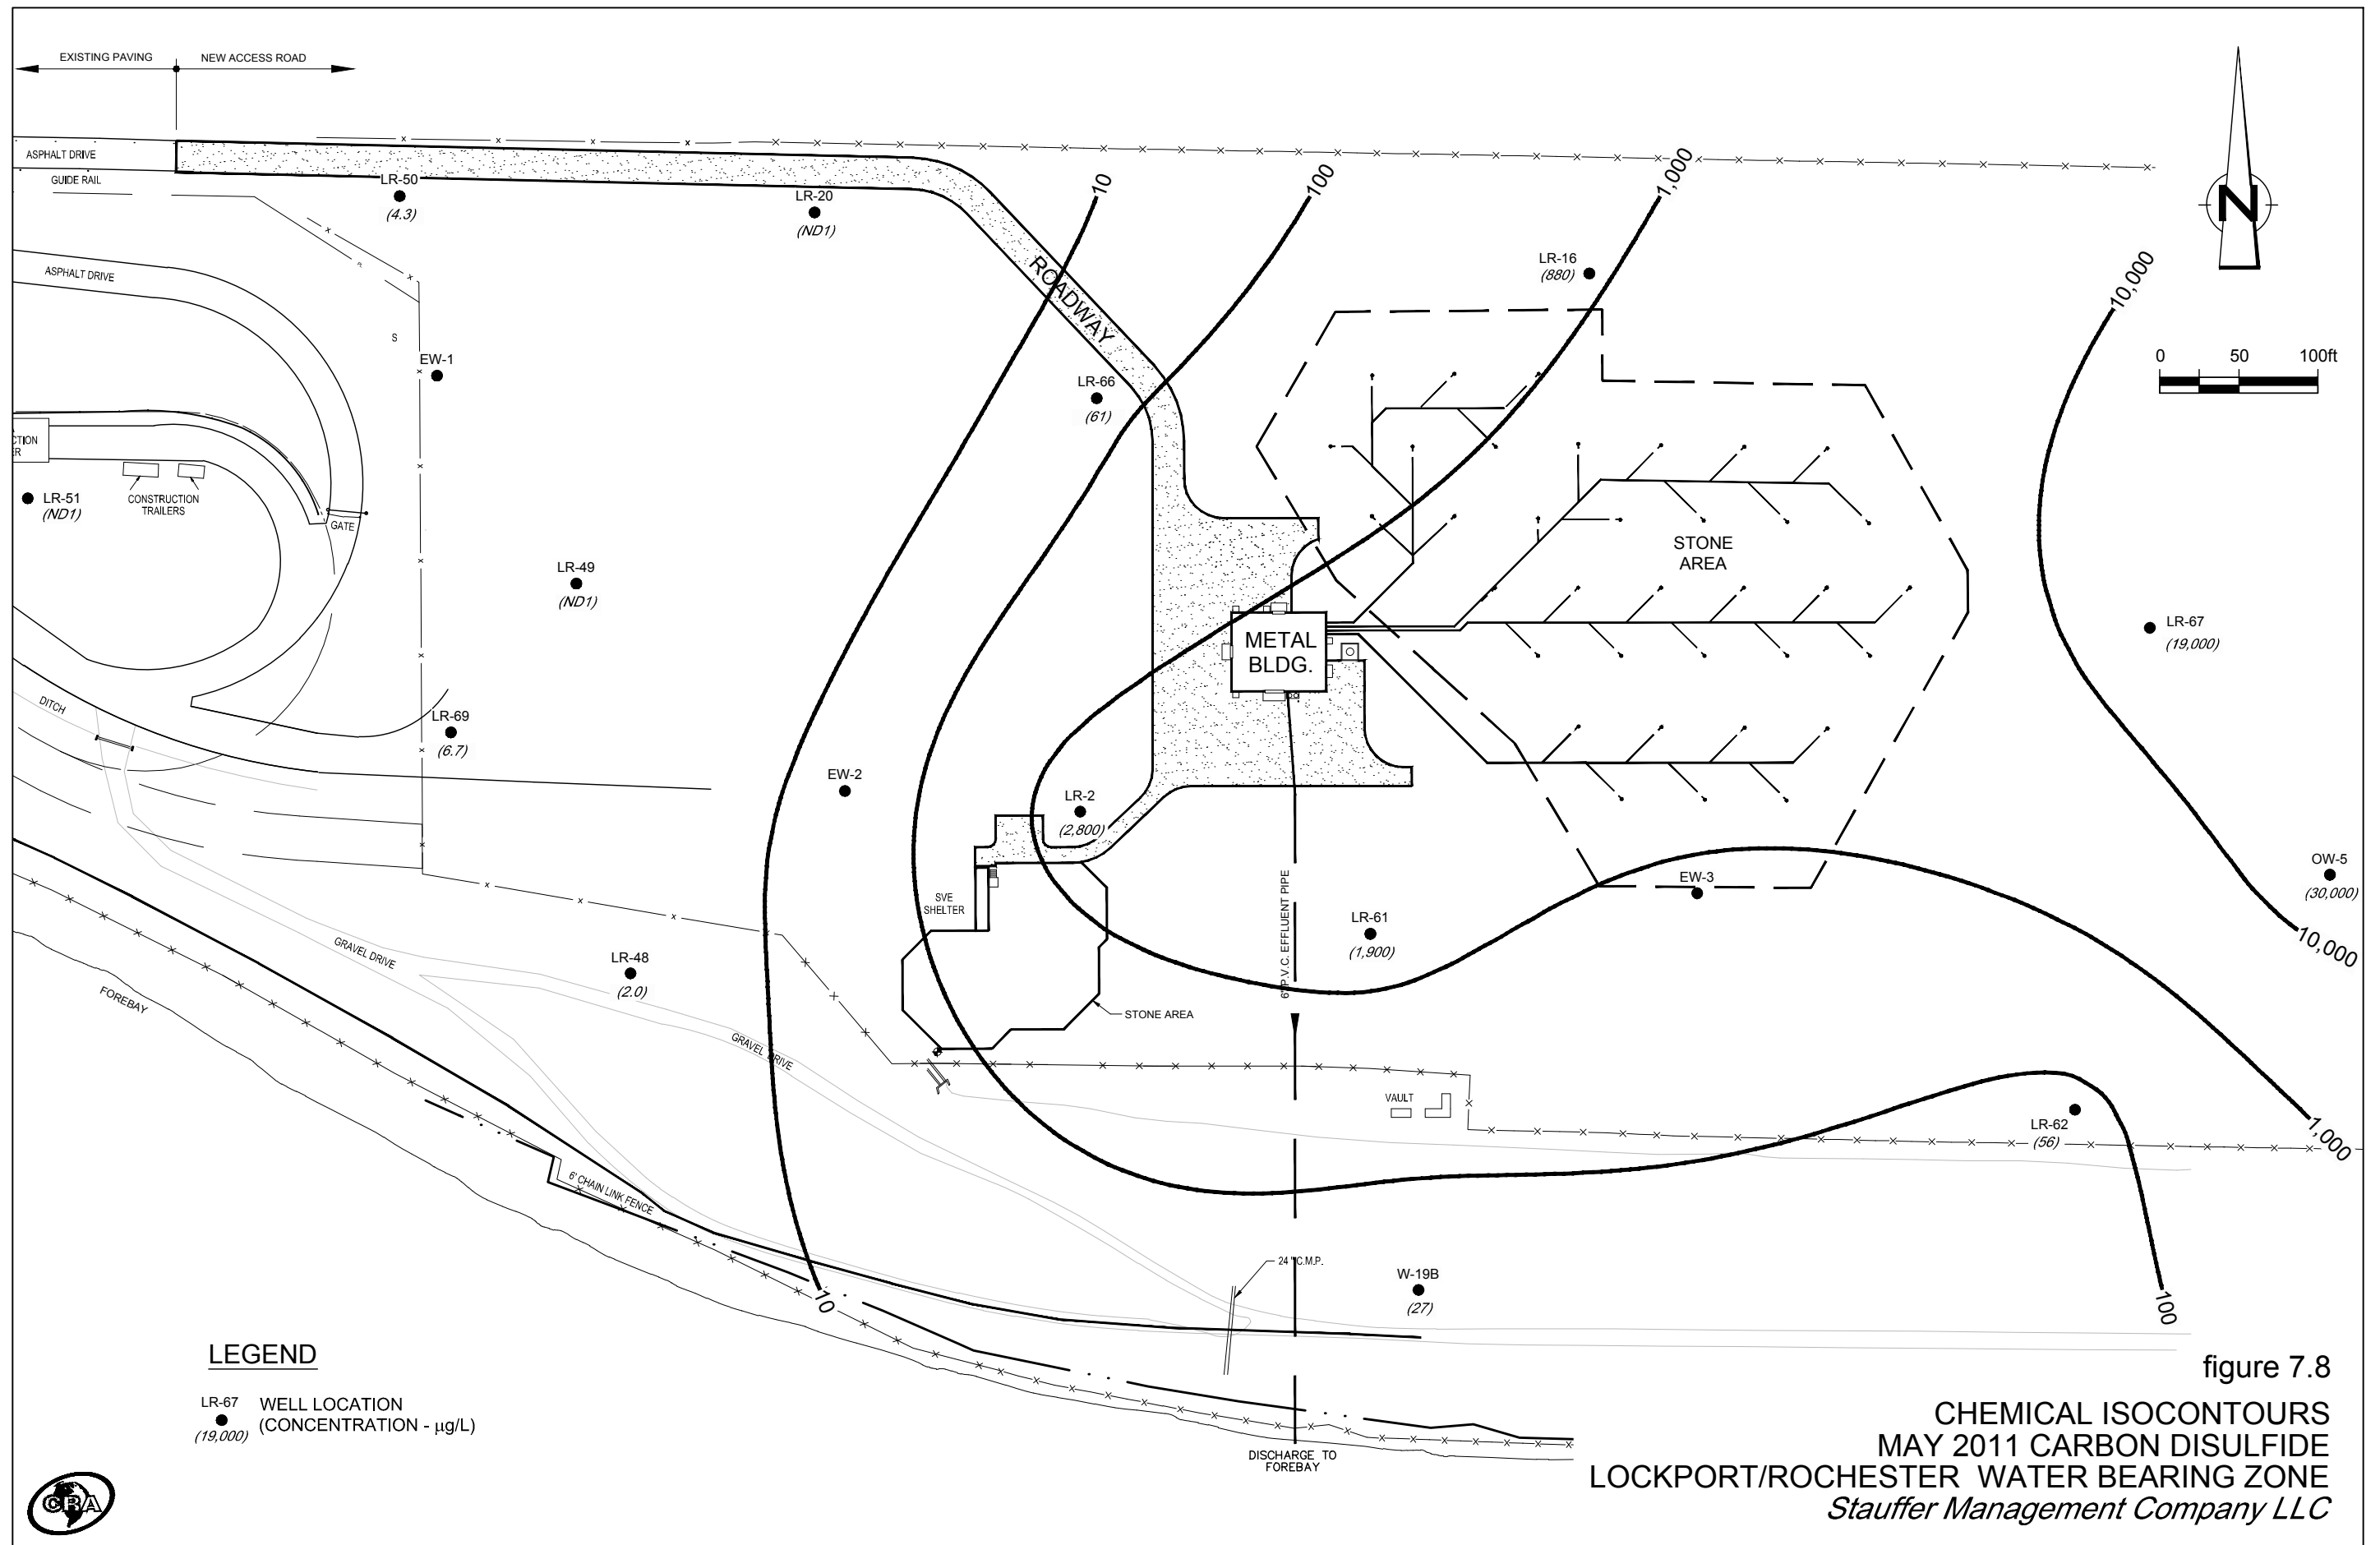 EXISTING PAVING
NEW ACCESS ROAD
ASPHALT DRIVE
GUIDE RAIL
LR-50
(4.3)
LR-20
(ND1)
10
100
1,000
ROADWAY
LR-16
(880)
10,000
N
0 50 100ft
ASPHALT DRIVE
S
EW-1
LR-66
(61)
LR-51
(ND1)
CONSTRUCTION
TRAILERS
GATE
LR-49
(ND1)
STONE
AREA
METAL
BLDG.
LR-67
(19,000)
DITCH
LR-69
(6.7)
EW-2
LR-2
(2,800)
SVE
SHELTER
6" P.V.C. EFFLUENT PIPE
EW-3
OW-5
(30,000)
LR-61
(1,900)
10,000
GRAVEL DRIVE
LR-48
(2.0)
FOREBAY
STONE AREA
GRAVEL DRIVE
VAULT
LR-62
(56)
1,000
6' CHAIN LINK FENCE
24 " C.M.P.
W-19B
(27)
10
100
DISCHARGE TO
FOREBAY
LEGEND
LR-67
(19,000)
WELL LOCATION
(CONCENTRATION - µg/L)
CRA
figure 7.8
CHEMICAL ISOCONTOURS
MAY 2011 CARBON DISULFIDE
LOCKPORT/ROCHESTER WATER BEARING ZONE
Stauffer Management Company LLC